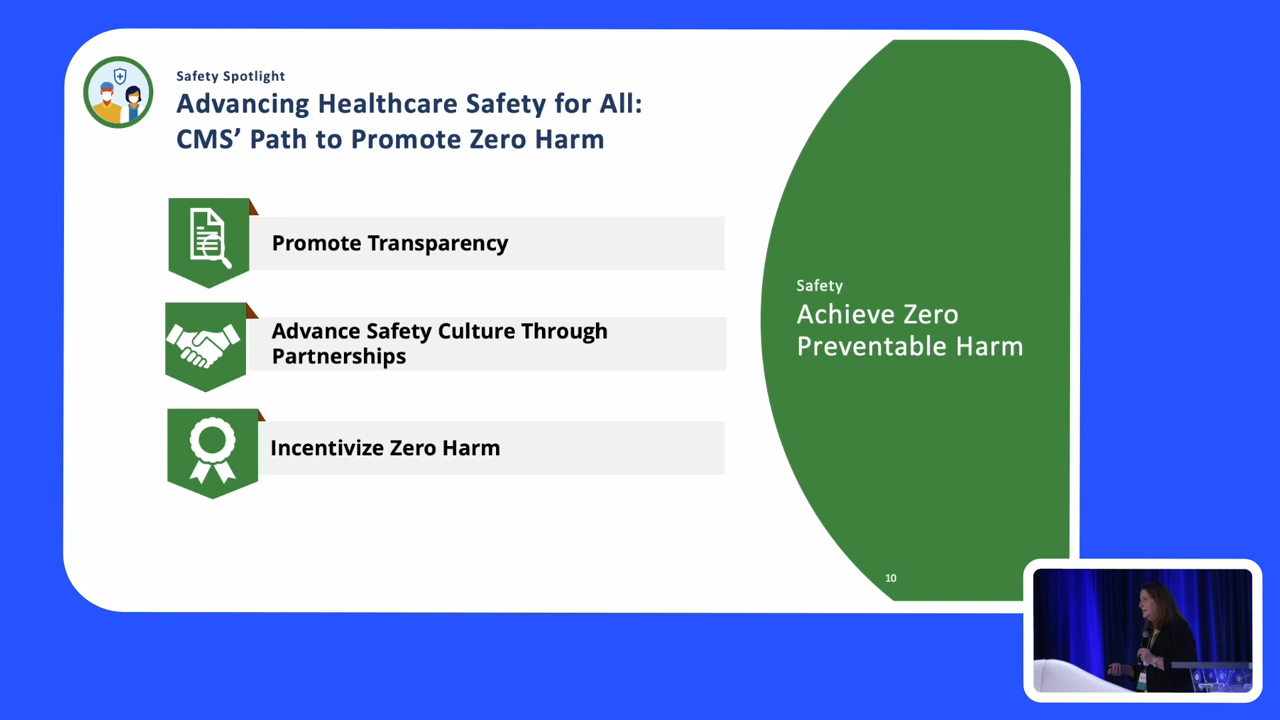 Safety Spotlight
Advancing Healthcare Safety for All:
CMS’ Path to Promote Zero Harm
Promote Transparency
Advance Safety Culture Through
Partnerships
Incentivize Zero Harm
Safety
Achieve Zero
Preventable Harm
10